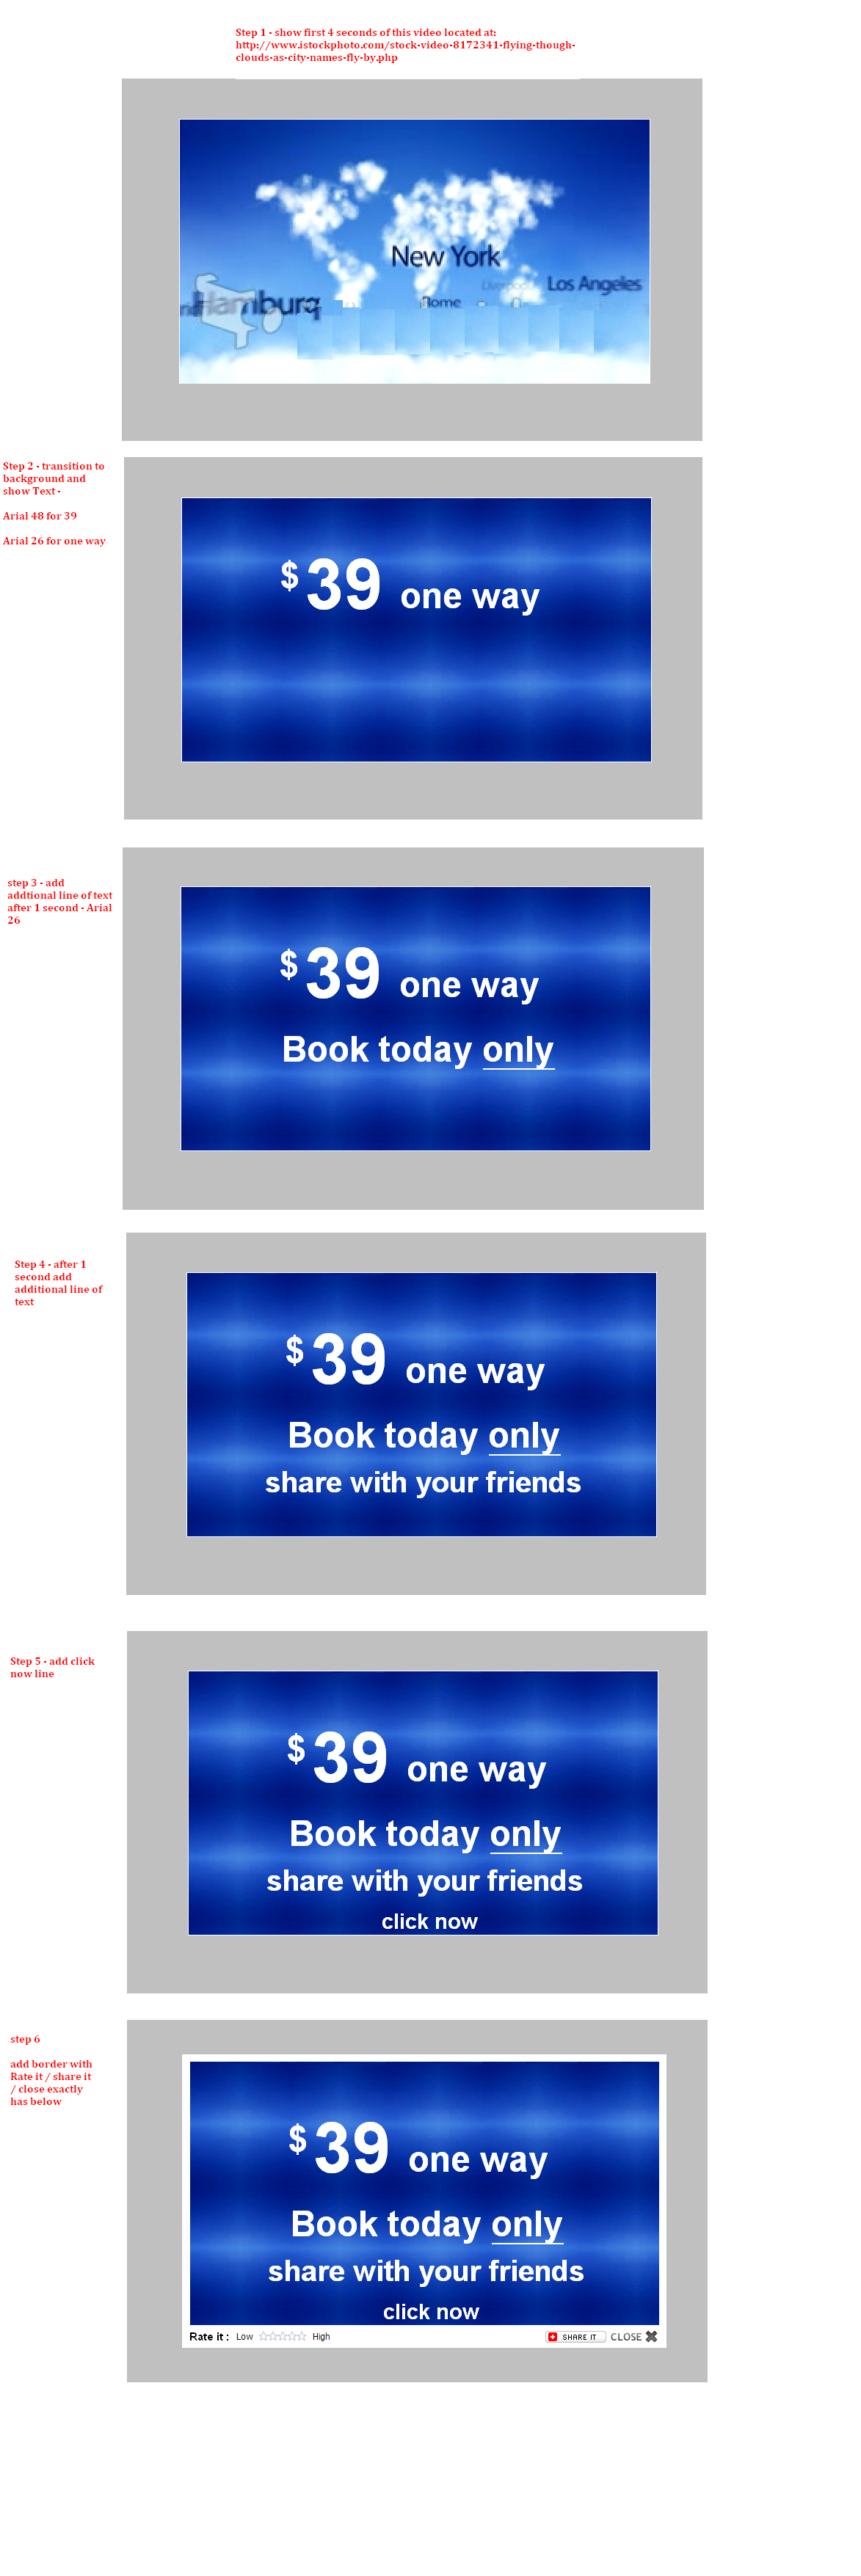 Step 1 - show first 4 seconds of this video located at:
http://www.istockphoto.com/stock-video-8172341-flying-though-
clouds-as-city-names-fly-by.php
New York
Liverpool
Los Angeles
Hamburg
Rome
Step 2 - transition to
background and
show Text -
Arial 48 for 39
Arial 26 for one way
$39 one way
step 3 - add
addtional line of text
after 1 second - Arial
26
$39 one way
Book today only
Step 4 - after 1
second add
additional line of
text
$39 one way
Book today only
share with your friends
Step 5 - add click
now line
$39 one way
Book today only
share with your friends
click now
step 6
add border with
Rate it / share it
/ close exactly
has below
$39 one way
Book today only
share with your friends
click now
Rate it : Low High SHARE IT CLOSE